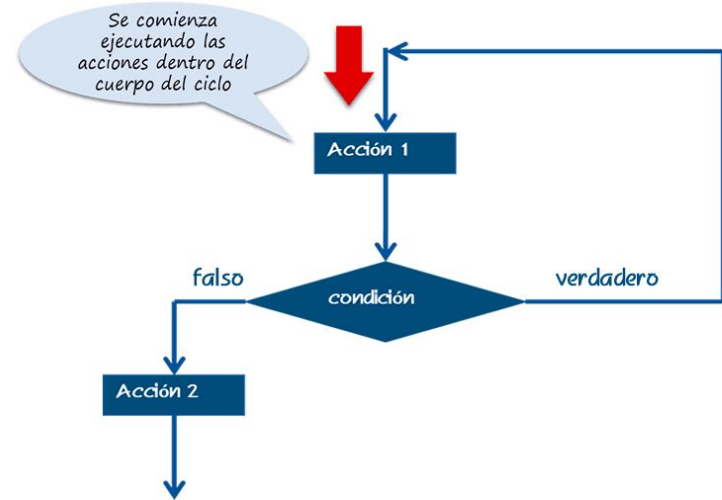 Se comienza
ejecutando las
acciones dentro del
cuerpo del ciclo
Acción 1
falso
condición
verdadero
Acción 2